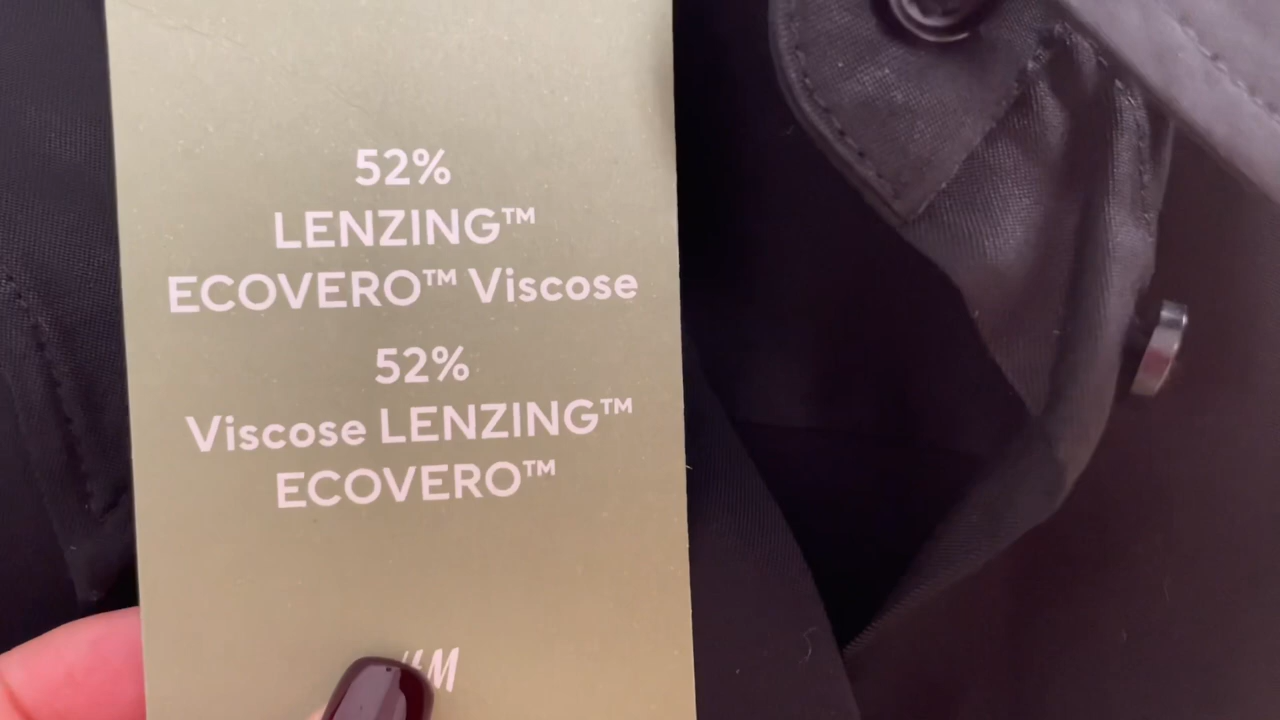 52%
LENZING™
ECOVERO™ Viscose
52%
Viscose LENZING™
ECOVERO™